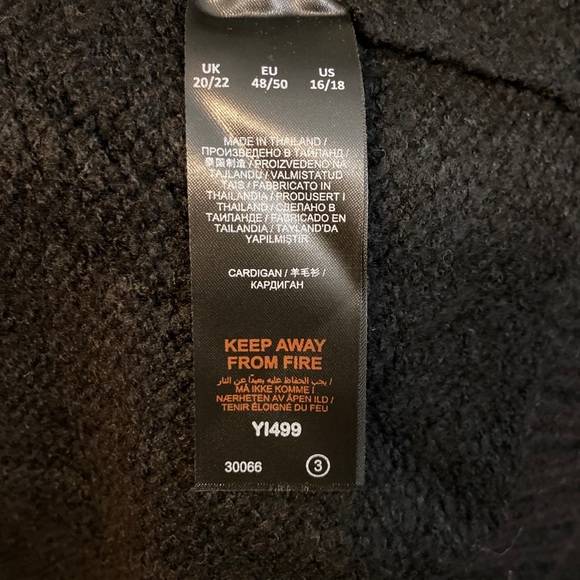 UK EU US
20/22 48/50 16/18
MADE IN THAILAND /
ПРОИЗВЕДЕНО В ТАЙЛАНД /
泰国制造 / PROIZVEDENO NA
TAJLANDU / VALMISTATUD
TAIS / FABBRICATO IN
THAILANDIA / PRODUSERT I
THAILAND / СДЕЛАНО В
ТАИЛАНДЕ / FABRICADO EN
TAILANDIA / TAYLAND'DA
YAPILMIŞTIR
CARDIGAN / 羊毛衫 /
КАРДИГАН
KEEP AWAY
FROM FIRE
يجب الحفاظ عليه بعيدًا عن النار /
MÅ IKKE KOMME I
NÆRHETEN AV ÅPEN ILD /
TENIR ÉLOIGNÉ DU FEU
YI499
30066 3